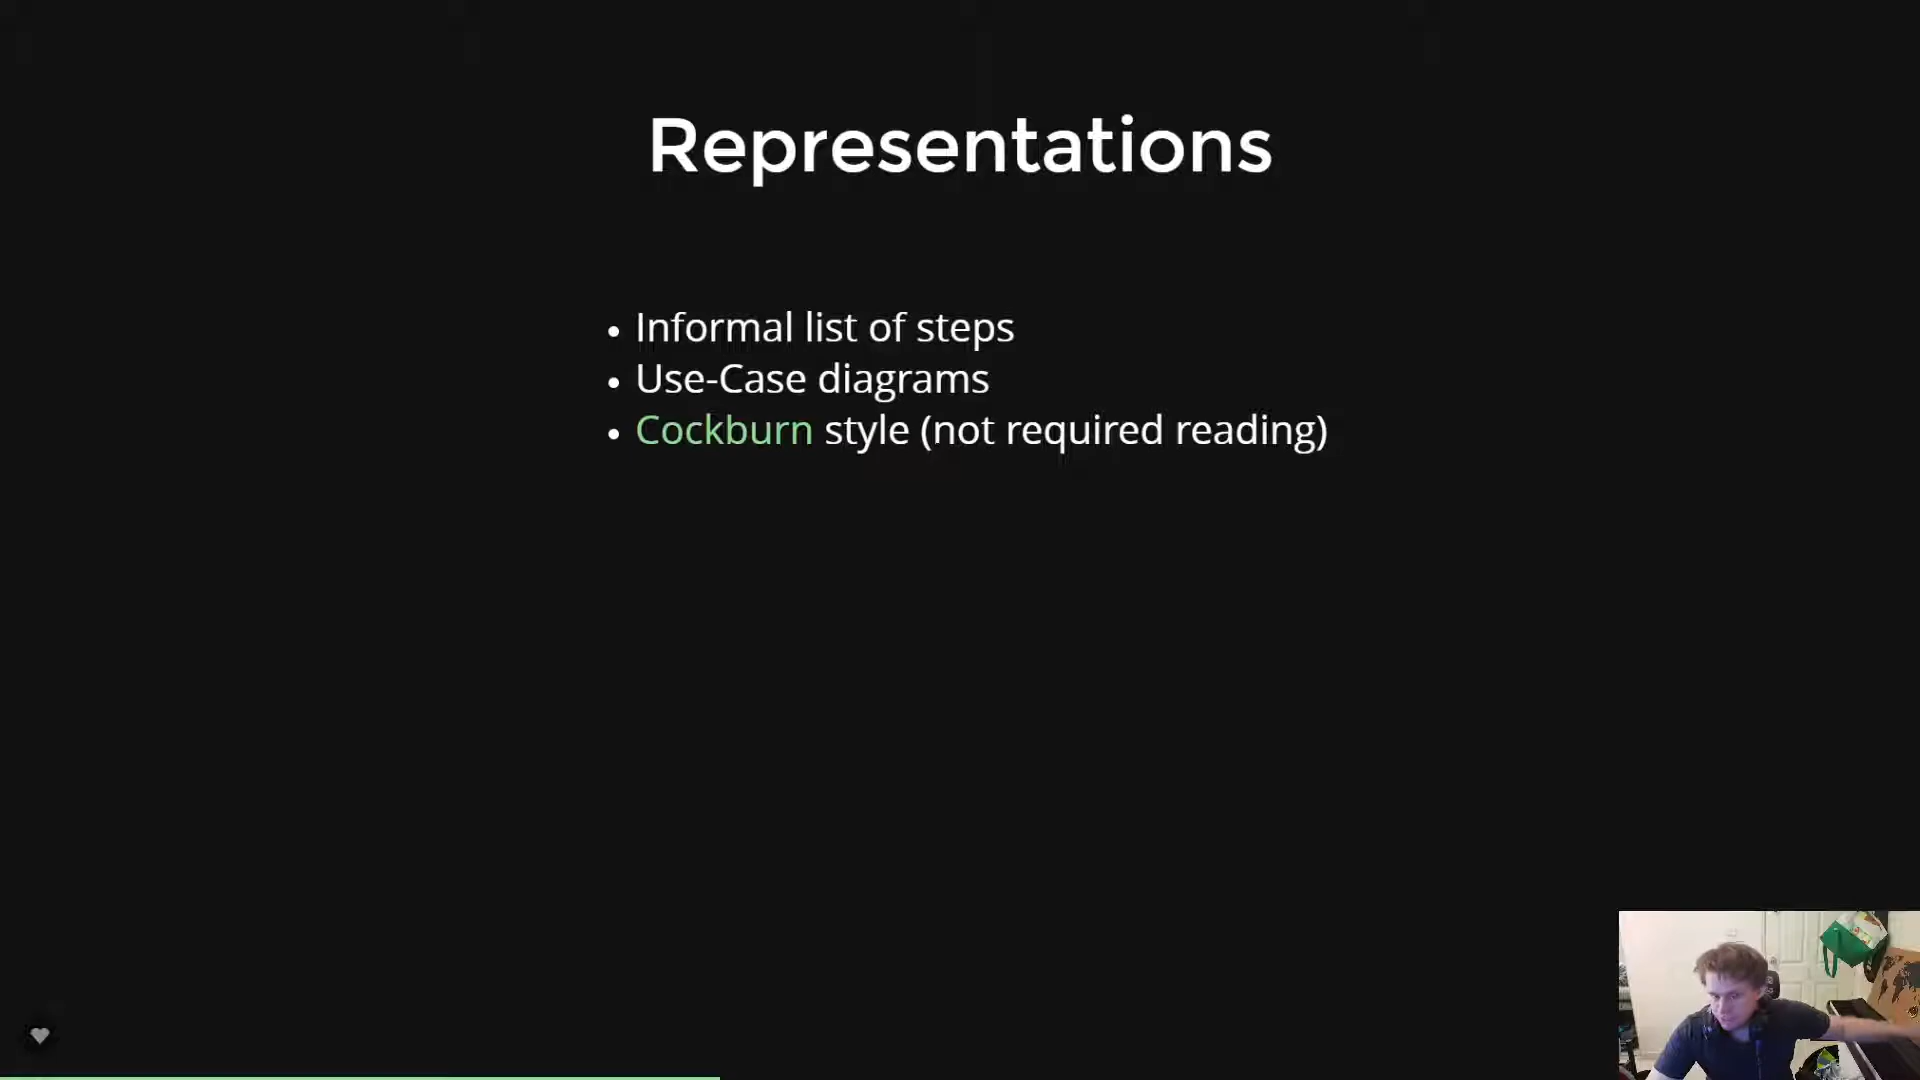 Representations
Informal list of steps
Use-Case diagrams
Cockburn style (not required reading)